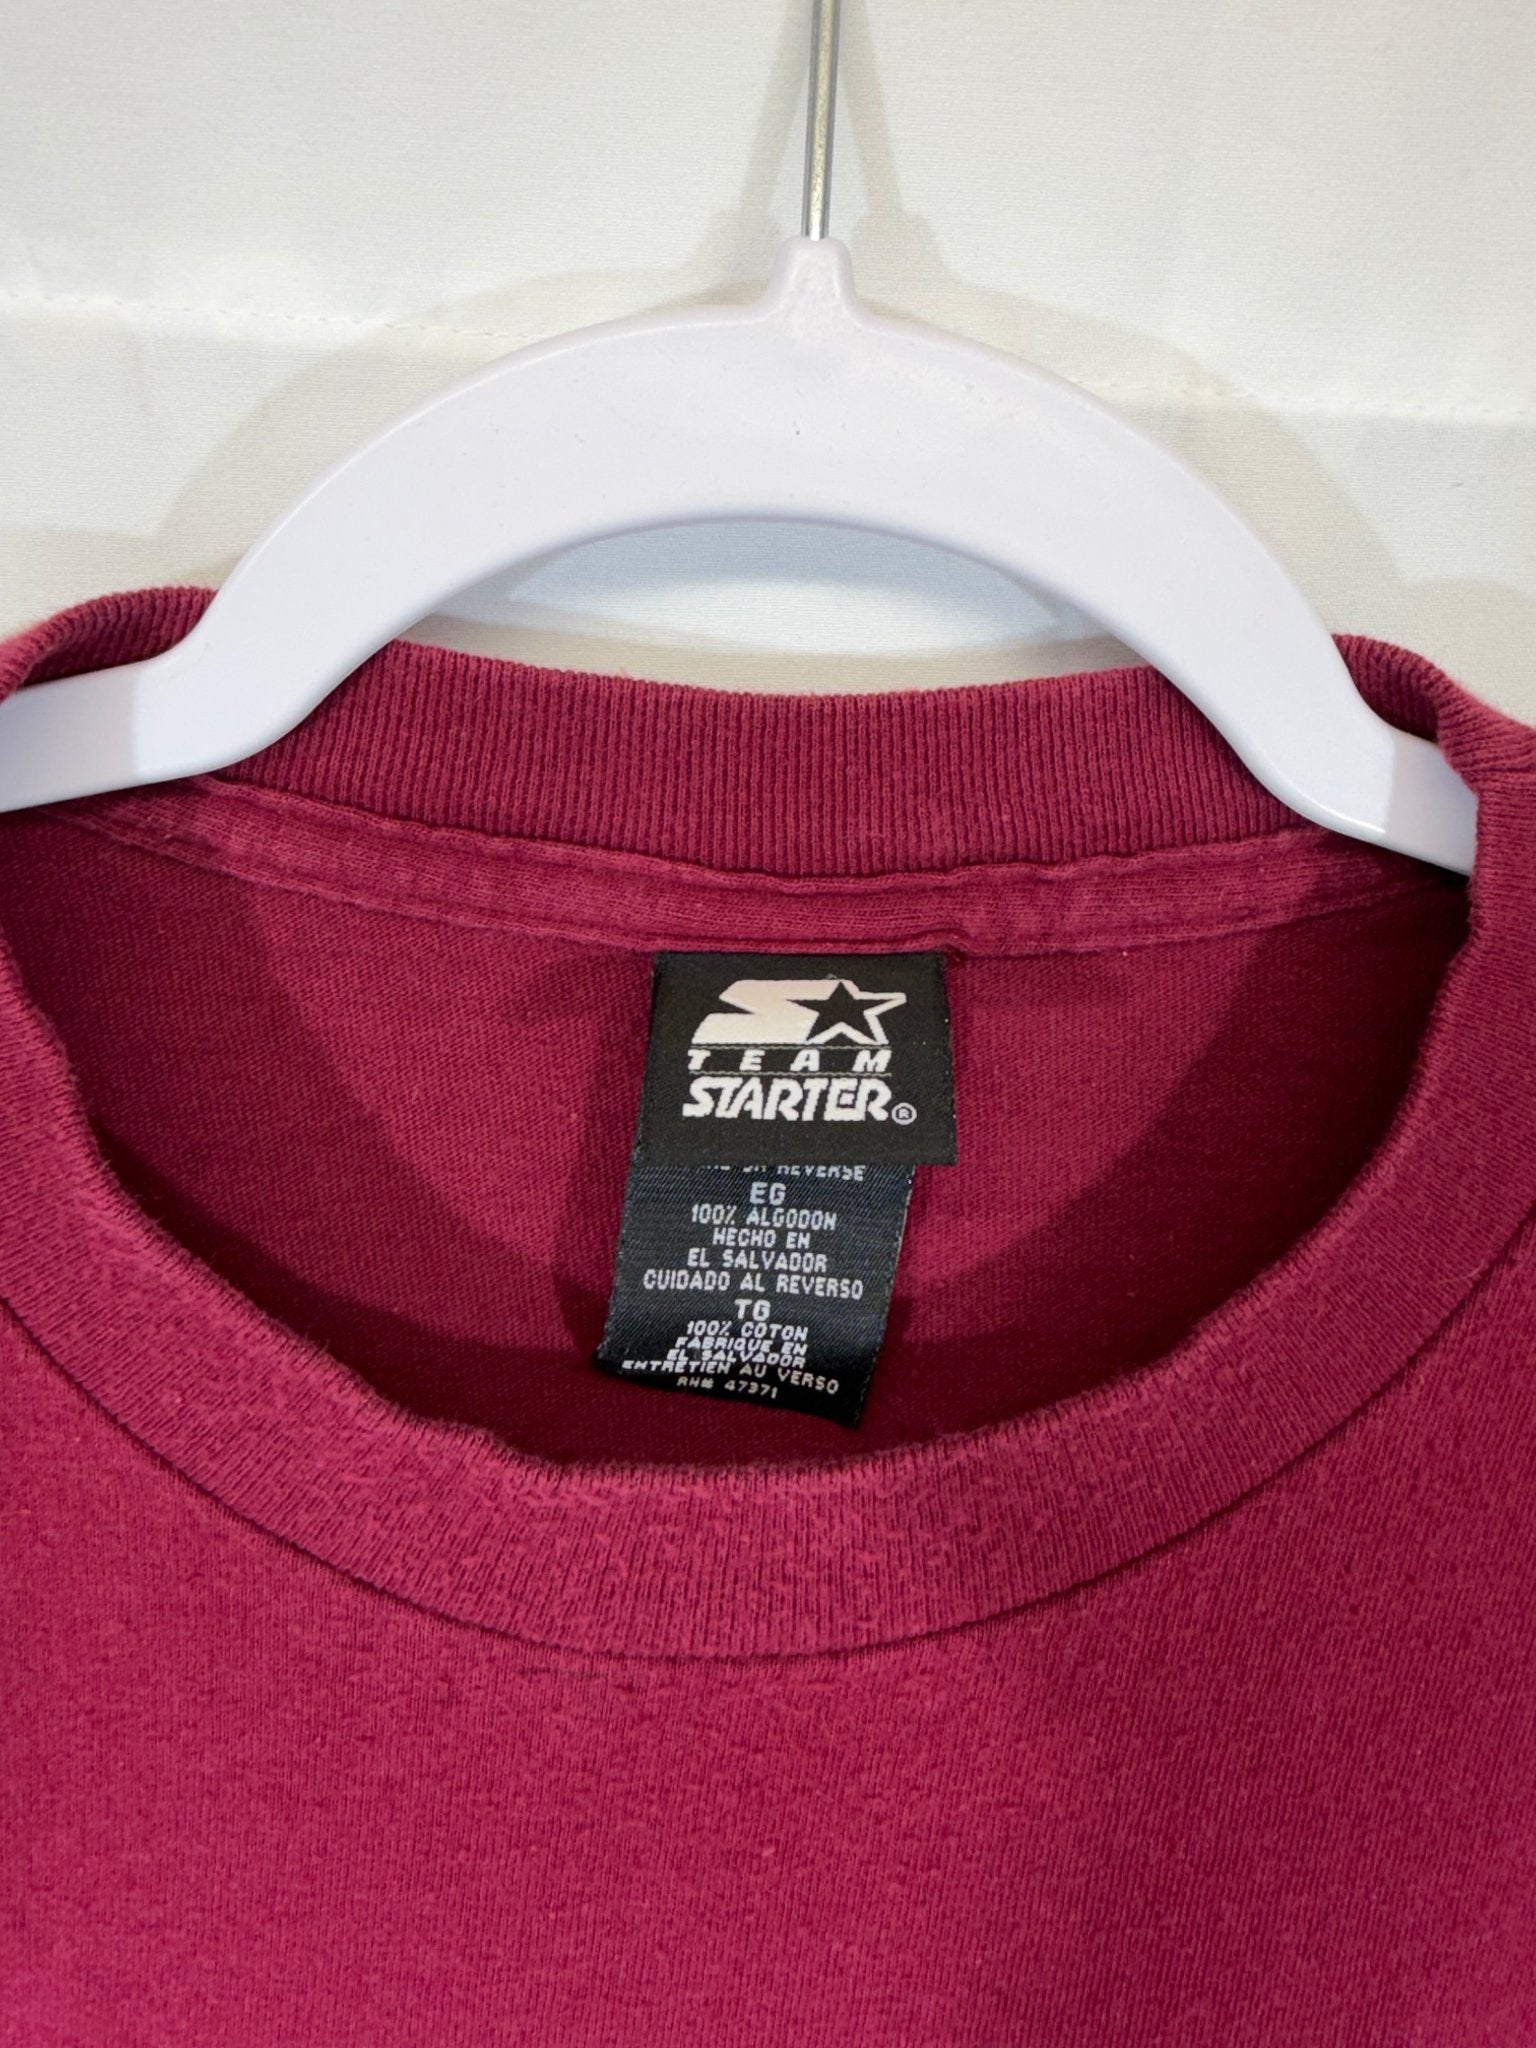 TEAM
STARTER®
REVERSE
EG
100% ALGODON
HECHO EN
EL SALVADOR
CUIDADO AL REVERSO
TG
100% COTON
FABRIQUE EN
EL SALVADOR
ENTRETIEN AU VERSO
RN# 47371